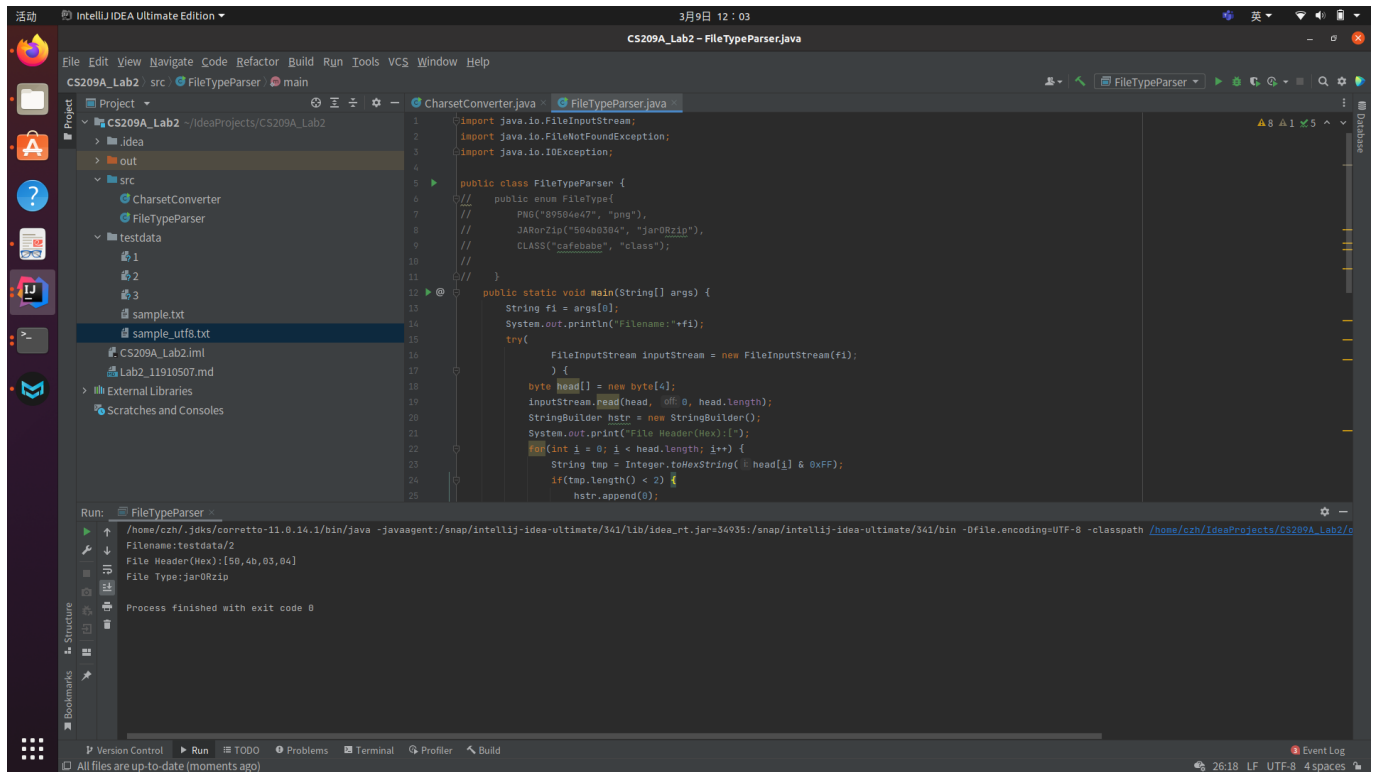 活动 IntelliJ IDEA Ultimate Edition 3月9日 12：03 英
CS209A_Lab2 – FileTypeParser.java
File Edit View Navigate Code Refactor Build Run Tools VCS Window Help
CS209A_Lab2 src FileTypeParser main FileTypeParser
Project CharsetConverter.java FileTypeParser.java
Project
Database
CS209A_Lab2 ~/IdeaProjects/CS209A_Lab2
.idea
out
src
CharsetConverter
FileTypeParser
testdata
1
2
3
sample.txt
sample_utf8.txt
CS209A_Lab2.iml
Lab2_11910507.md
External Libraries
Scratches and Consoles
8 1 5
1 import java.io.FileInputStream;
2 import java.io.FileNotFoundException;
3 import java.io.IOException;
4
5 public class FileTypeParser {
6 // public enum FileType{
7 // PNG("89504e47", "png"),
8 // JARorZip("504b0304", "jarORzip"),
9 // CLASS("cafebabe", "class");
10 //
11 // }
12 @ public static void main(String[] args) {
13 String fi = args[0];
14 System.out.println("Filename:"+fi);
15 try(
16 FileInputStream inputStream = new FileInputStream(fi);
17 ) {
18 byte head[] = new byte[4];
19 inputStream.read(head, off: 0, head.length);
20 StringBuilder hstr = new StringBuilder();
21 System.out.print("File Header(Hex):[");
22 for(int i = 0; i < head.length; i++) {
23 String tmp = Integer.toHexString( i: head[i] & 0xFF);
24 if(tmp.length() < 2) {
25 hstr.append(0);
Run: FileTypeParser
/home/czh/.jdks/corretto-11.0.14.1/bin/java -javaagent:/snap/intellij-idea-ultimate/341/lib/idea_rt.jar=34935:/snap/intellij-idea-ultimate/341/bin -Dfile.encoding=UTF-8 -classpath /home/czh/IdeaProjects/CS209A_Lab2/
Filename:testdata/2
File Header(Hex):[50,4b,03,04]
File Type:jarORzip
Process finished with exit code 0
Structure
Bookmarks
Version Control Run TODO Problems Terminal Profiler Build 3 Event Log
All files are up-to-date (moments ago) 26:18 LF UTF-8 4 spaces